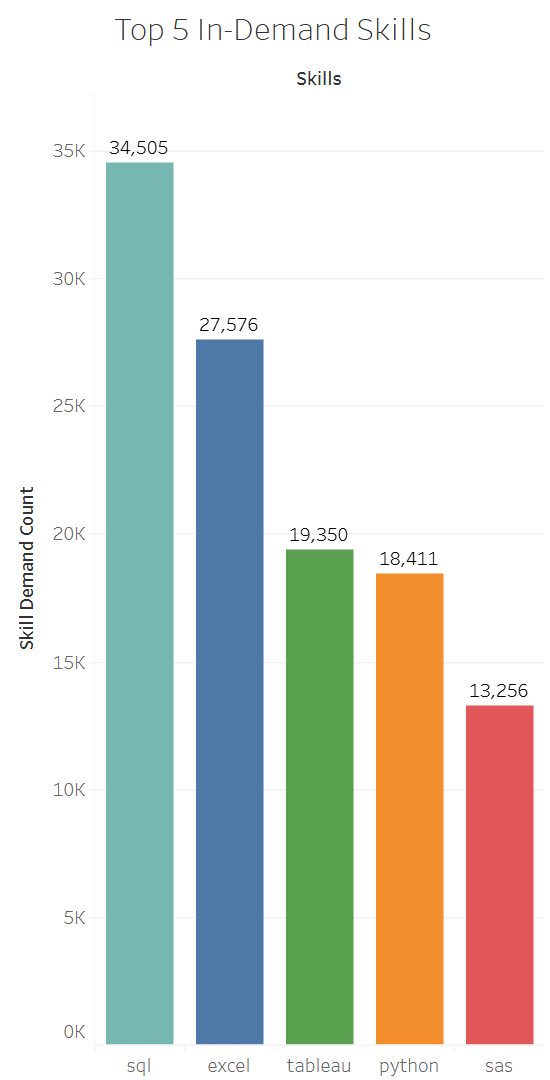 Top 5 In-Demand Skills
Skills
Skill Demand Count
35K
30K
25K
20K
15K
10K
5K
0K
34,505
27,576
19,350
18,411
13,256
sql
excel
tableau
python
sas